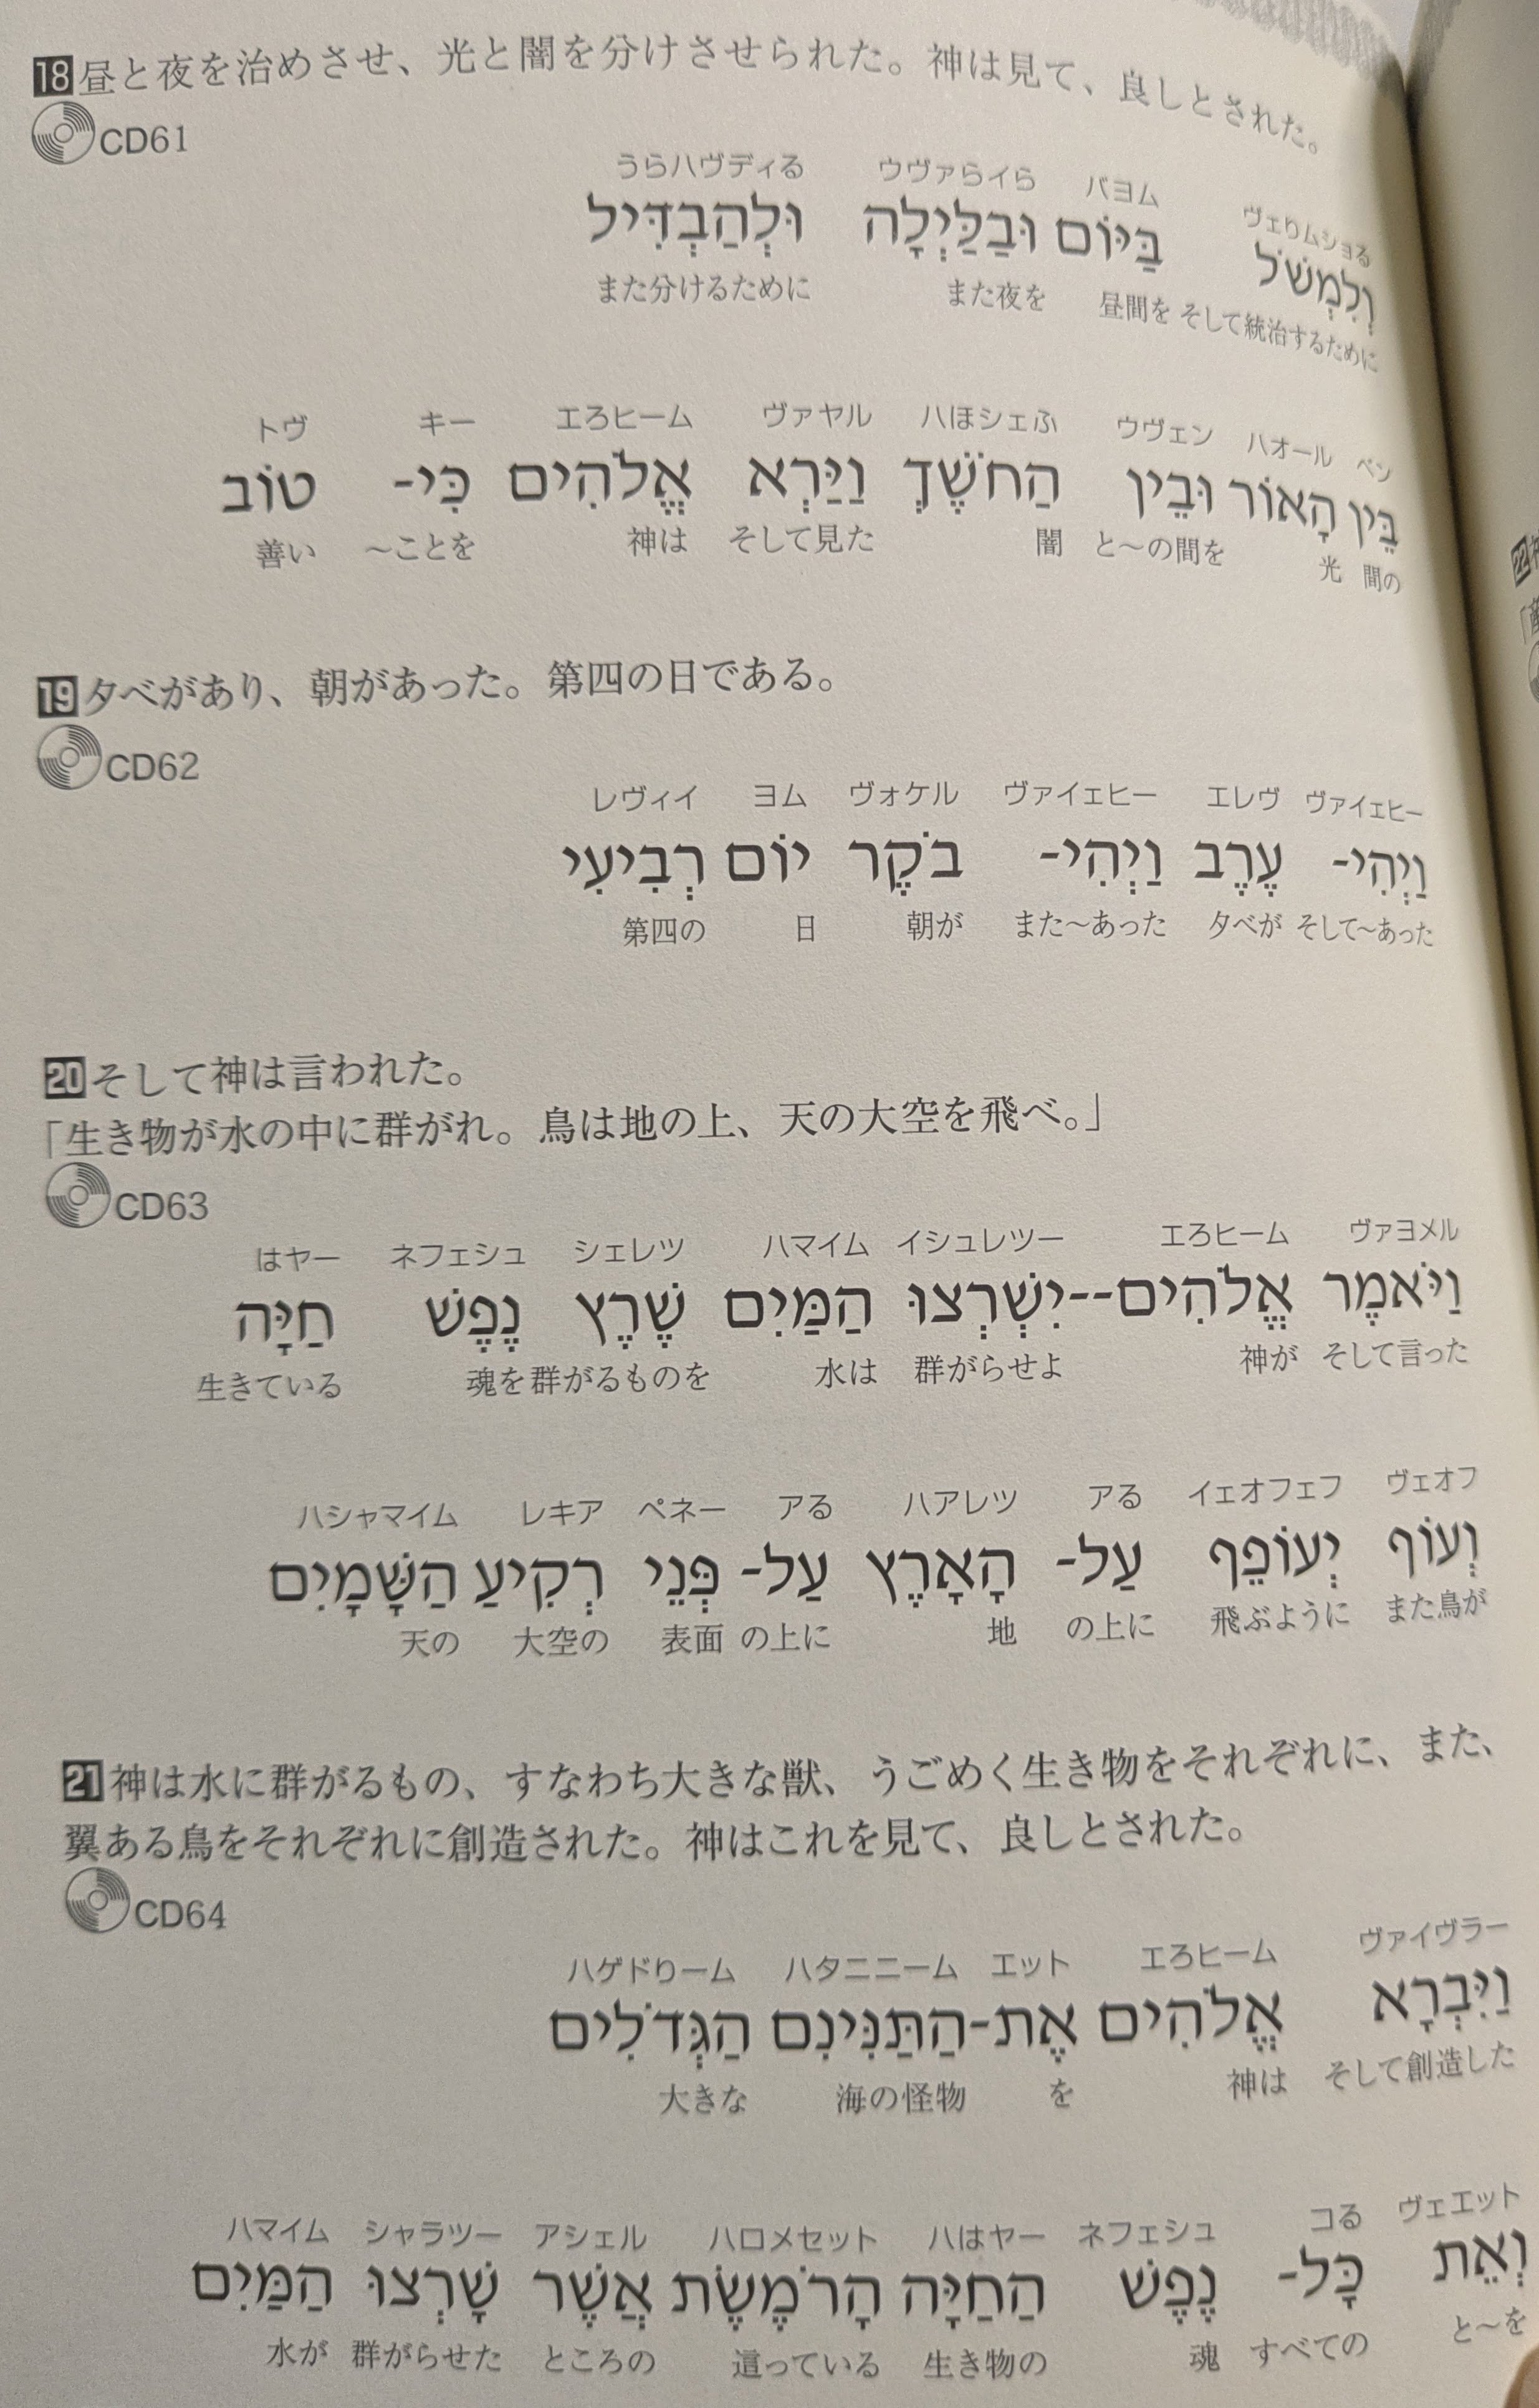 18昼と夜を治めさせ、光と闇を分けさせられた。神は見て、良しとされた。
CD61
ヴェりムショる バヨム ウヴァらイら うらハヴディる
וְלִמְשֹׁל בַּיּוֹם וּבַלַּיְלָה וּלְהַבְדִּיל
そして統治するために 昼間を また夜を また分けるために
ベン ハオール ウヴェン ハほシェふ ヴァヤル エろヒーム キー トヴ
בֵּין הָאוֹר וּבֵין הַחֹשֶׁךְ וַיַּרְא אֱלֹהִים כִּי- טוֹב
間の 光 と〜の間を 闇 そして見た 神は 〜ことを 善い
19夕べがあり、朝があった。第四の日である。
CD62
ヴァイェヒー エレヴ ヴァイェヒー ヴォケル ヨム レヴィイ
וַיְהִי- עֶרֶב וַיְהִי- בֹקֶר יוֹם רְבִיעִי
そして〜あった 夕べが また〜あった 朝が 日 第四の
20そして神は言われた。
「生き物が水の中に群がれ。鳥は地の上、天の大空を飛べ。」
CD63
ヴァヨメル エろヒーム イシュレツー ハマイム シェレツ ネフェシュ はヤー
וַיֹּאמֶר אֱלֹהִים--יִשְׁרְצוּ הַמַּיִם שֶׁרֶץ נֶפֶשׁ חַיָּה
そして言った 神が 群がらせよ 水は 群がるものを 魂を 生きている
ヴェオフ イェオフェフ アる ハアレツ アる ペネー レキア ハシャマイム
וְעוֹף יְעוֹפֵף עַל- הָאָרֶץ עַל- פְּנֵי רְקִיעַ הַשָּׁמָיִם
また鳥が 飛ぶように の上に 地 の上に 表面 大空の 天の
21神は水に群がるもの、すなわち大きな獣、うごめく生き物をそれぞれに、また、
翼ある鳥をそれぞれに創造された。神はこれを見て、良しとされた。
CD64
ヴァイヴラー エろヒーム エット ハタニニーム ハゲドりーム
וַיִּבְרָא אֱלֹהִים אֶת-הַתַּנִּינִם הַגְּדֹלִים
そして創造した 神は を 海の怪物 大きな
ヴェエット コる ネフェシュ ハはヤー ハロメセット アシェル シャラツー ハマイム
וְאֵת כָּל- נֶפֶשׁ הַחַיָּה הָרֹמֶשֶׂת אֲשֶׁר שָׁרְצוּ הַמַּיִם
と〜を すべての 魂 生き物の 這っている ところの 群がらせた 水が